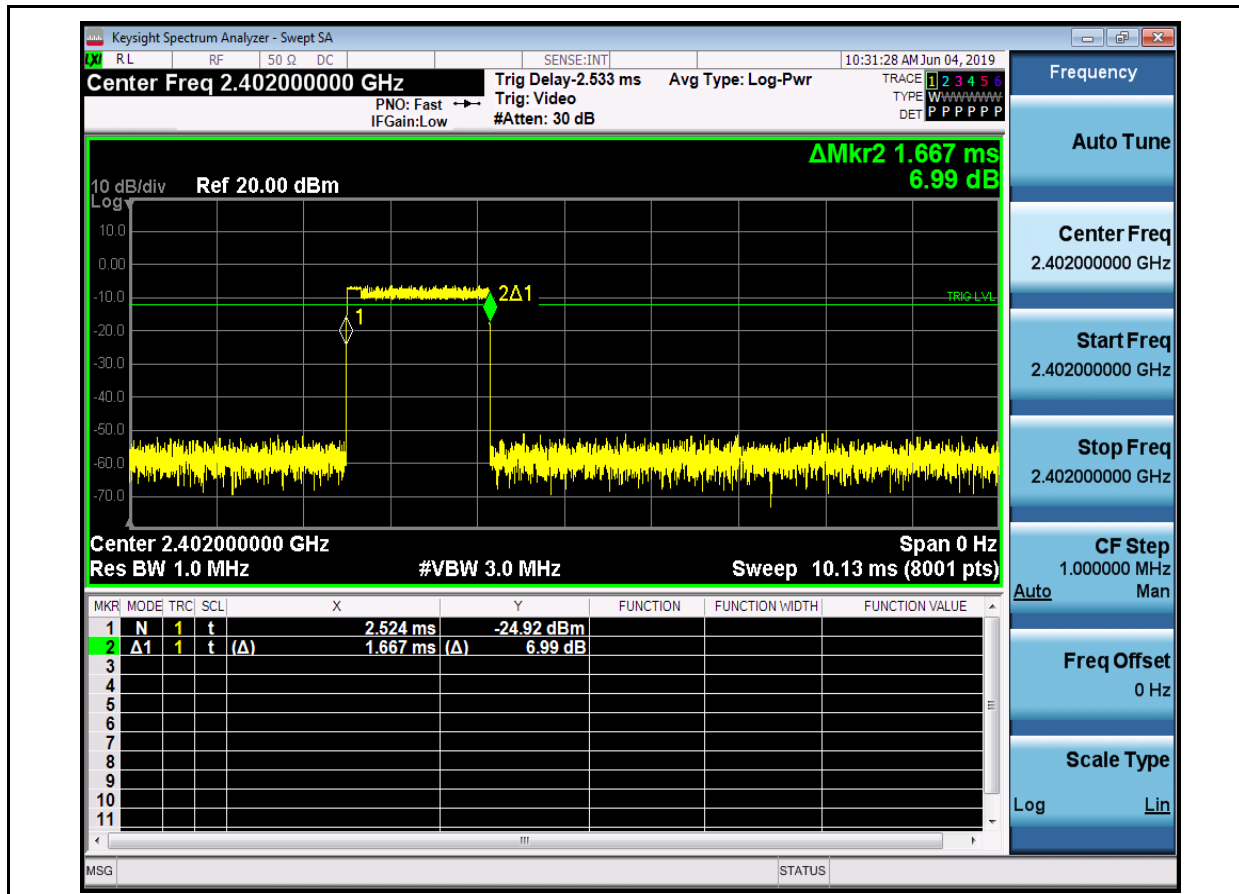 Keysight Spectrum Analyzer - Swept SA
LXI RL RF 50 Ω DC SENSE:INT 10:31:28 AM Jun 04, 2019
Center Freq 2.402000000 GHz
PNO: Fast
IFGain:Low
Trig Delay-2.533 ms
Trig: Video
#Atten: 30 dB
Avg Type: Log-Pwr
TRACE 1 2 3 4 5 6
TYPE WWWWWW
DET P P P P P P
ΔMkr2 1.667 ms
6.99 dB
10 dB/div Ref 20.00 dBm
Log
10.0
0.00
-10.0
-20.0
-30.0
-40.0
-50.0
-60.0
-70.0
1
2Δ1
TRIG LVL
Center 2.402000000 GHz Span 0 Hz
Res BW 1.0 MHz #VBW 3.0 MHz Sweep 10.13 ms (8001 pts)
MKR MODE TRC SCL X Y FUNCTION FUNCTION WIDTH FUNCTION VALUE
1 N 1 t 2.524 ms -24.92 dBm
2 Δ1 1 t (Δ) 1.667 ms (Δ) 6.99 dB
3
4
5
6
7
8
9
10
11
MSG STATUS
Frequency
Auto Tune
Center Freq
2.402000000 GHz
Start Freq
2.402000000 GHz
Stop Freq
2.402000000 GHz
CF Step
1.000000 MHz
Auto Man
Freq Offset
0 Hz
Scale Type
Log Lin